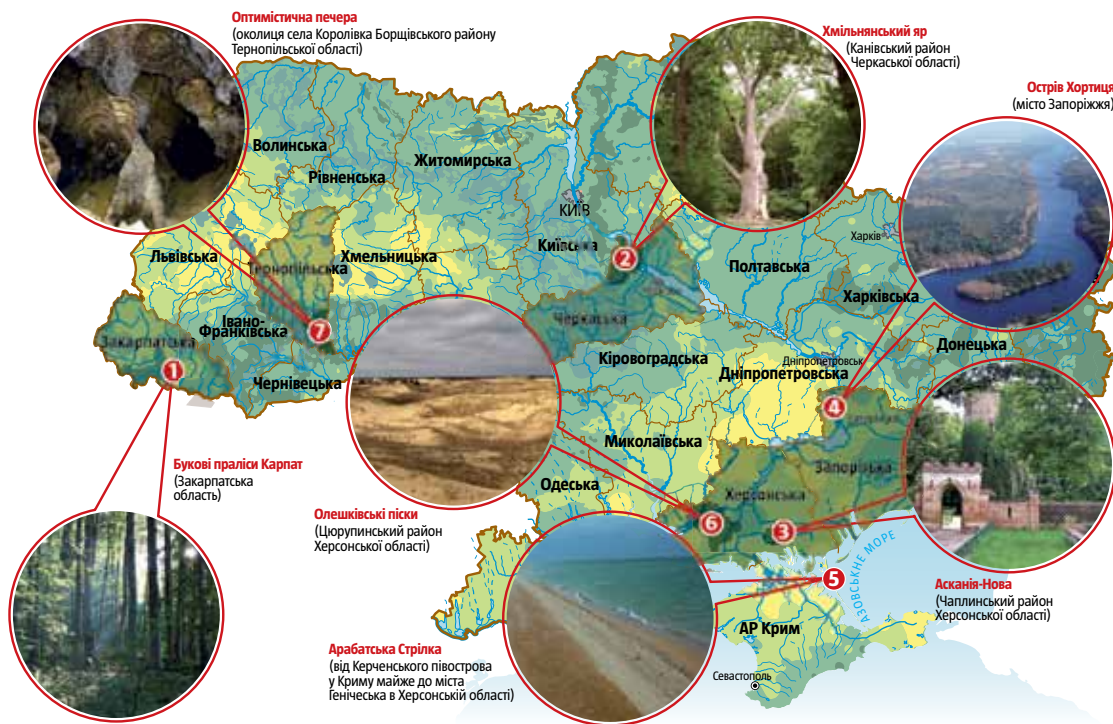 Оптимістична печера
(околиця села Королівка Борщівського району
Тернопільської області)
Хмільнянський яр
(Канівський район
Черкаської області)
Острів Хортиця
(місто Запоріжжя)
Волинська
Рівненська
Житомирська
КИЇВ
Київська
2
Харків
Полтавська
Харківська
Львівська
Тернопільська
Хмельницька
Черкаська
Івано-
Франківська
7
Закарпатська
1
Чернівецька
Кіровоградська
Дніпропетровськ
Дніпропетровська
Донецька
4
Миколаївська
Запорізька
Одеська
Херсонська
6
3
Букові праліси Карпат
(Закарпатська
область)
Олешківські піски
(Цюрупинський район
Херсонської області)
5
АЗОВСЬКНЕ МОРЕ
Асканія-Нова
(Чаплинський район
Херсонської області)
АР Крим
Севастополь
Арабатська Стрілка
(від Керченського півострова
у Криму майже до міста
Генічеська в Херсонській області)